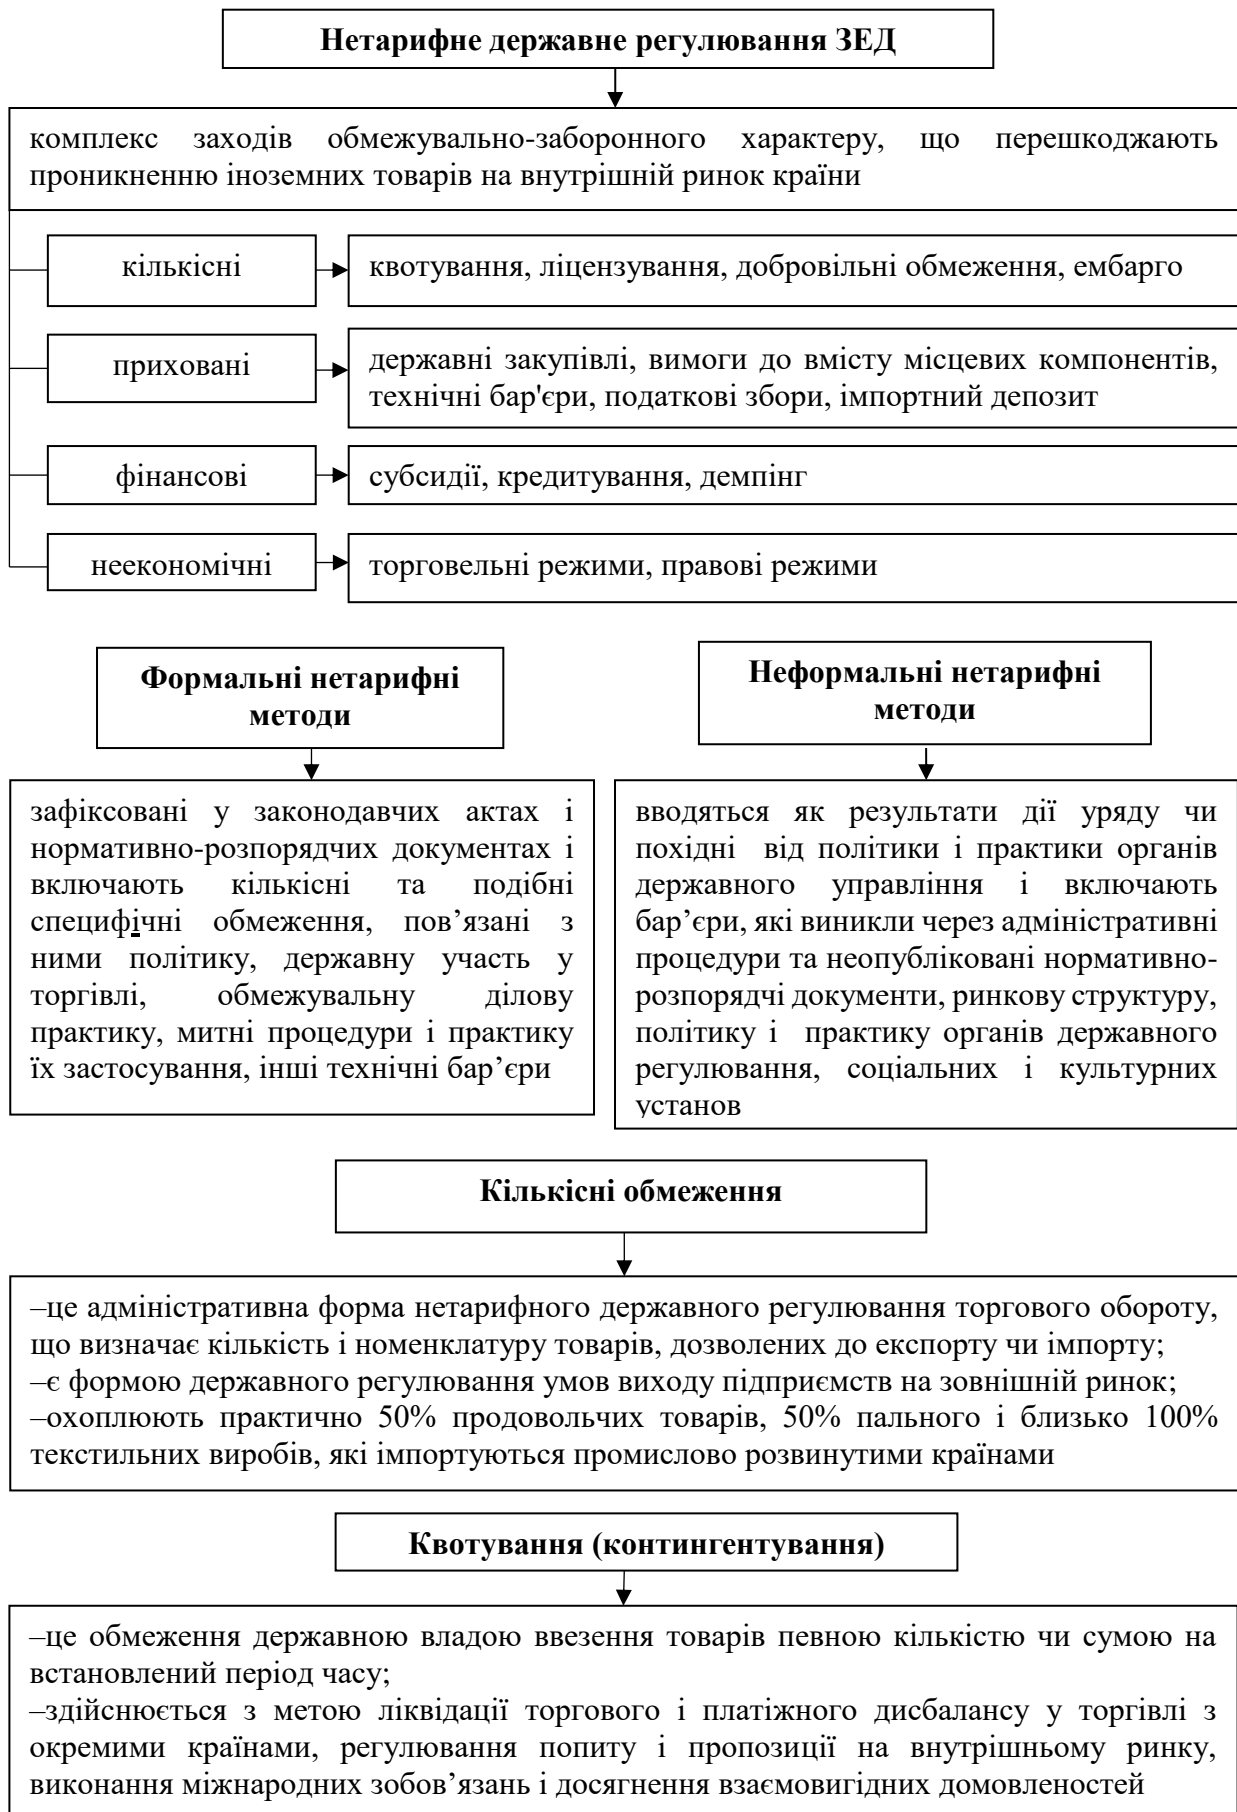 Нетарифне державне регулювання ЗЕД
комплекс заходів обмежувально-заборонного характеру, що перешкоджають
проникненню іноземних товарів на внутрішній ринок країни
кількісні
квотування, ліцензування, добровільні обмеження, ембарго
приховані
державні закупівлі, вимоги до вмісту місцевих компонентів,
технічні бар'єри, податкові збори, імпортний депозит
фінансові
субсидії, кредитування, демпінг
неекономічні
торговельні режими, правові режими
Формальні нетарифні
методи
зафіксовані у законодавчих актах і
нормативно-розпорядчих документах і
включають кількісні та подібні
специфічні обмеження, пов’язані з
ними політику, державну участь у
торгівлі, обмежувальну ділову
практику, митні процедури і практику
їх застосування, інші технічні бар’єри
Неформальні нетарифні
методи
вводяться як результати дії уряду чи
похідні від політики і практики органів
державного управління і включають
бар’єри, які виникли через адміністративні
процедури та неопубліковані нормативно-
розпорядчі документи, ринкову структуру,
політику і практику органів державного
регулювання, соціальних і культурних
установ
Кількісні обмеження
–це адміністративна форма нетарифного державного регулювання торгового обороту,
що визначає кількість і номенклатуру товарів, дозволених до експорту чи імпорту;
–є формою державного регулювання умов виходу підприємств на зовнішній ринок;
–охоплюють практично 50% продовольчих товарів, 50% пального і близько 100%
текстильних виробів, які імпортуються промислово розвинутими країнами
Квотування (контингентування)
–це обмеження державною владою ввезення товарів певною кількістю чи сумою на
встановлений період часу;
–здійснюється з метою ліквідації торгового і платіжного дисбалансу у торгівлі з
окремими країнами, регулювання попиту і пропозиції на внутрішньому ринку,
виконання міжнародних зобов’язань і досягнення взаємовигідних домовленостей